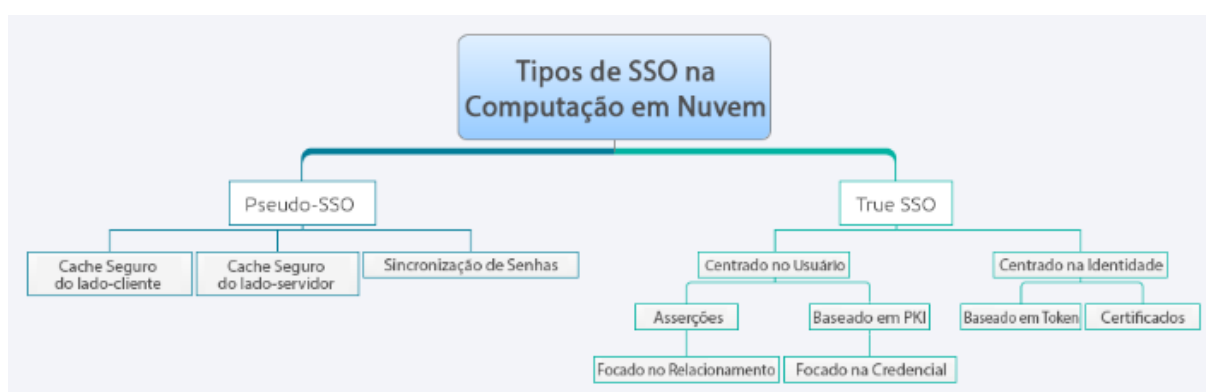 Tipos de SSO na
Computação em Nuvem
Pseudo-SSO
True SSO
Cache Seguro
do lado-cliente
Cache Seguro
do lado-servidor
Sincronização de Senhas
Centrado no Usuário
Centrado na Identidade
Asserções
Baseado em PKI
Baseado em Token
Certificados
Focado no Relacionamento
Focado na Credencial